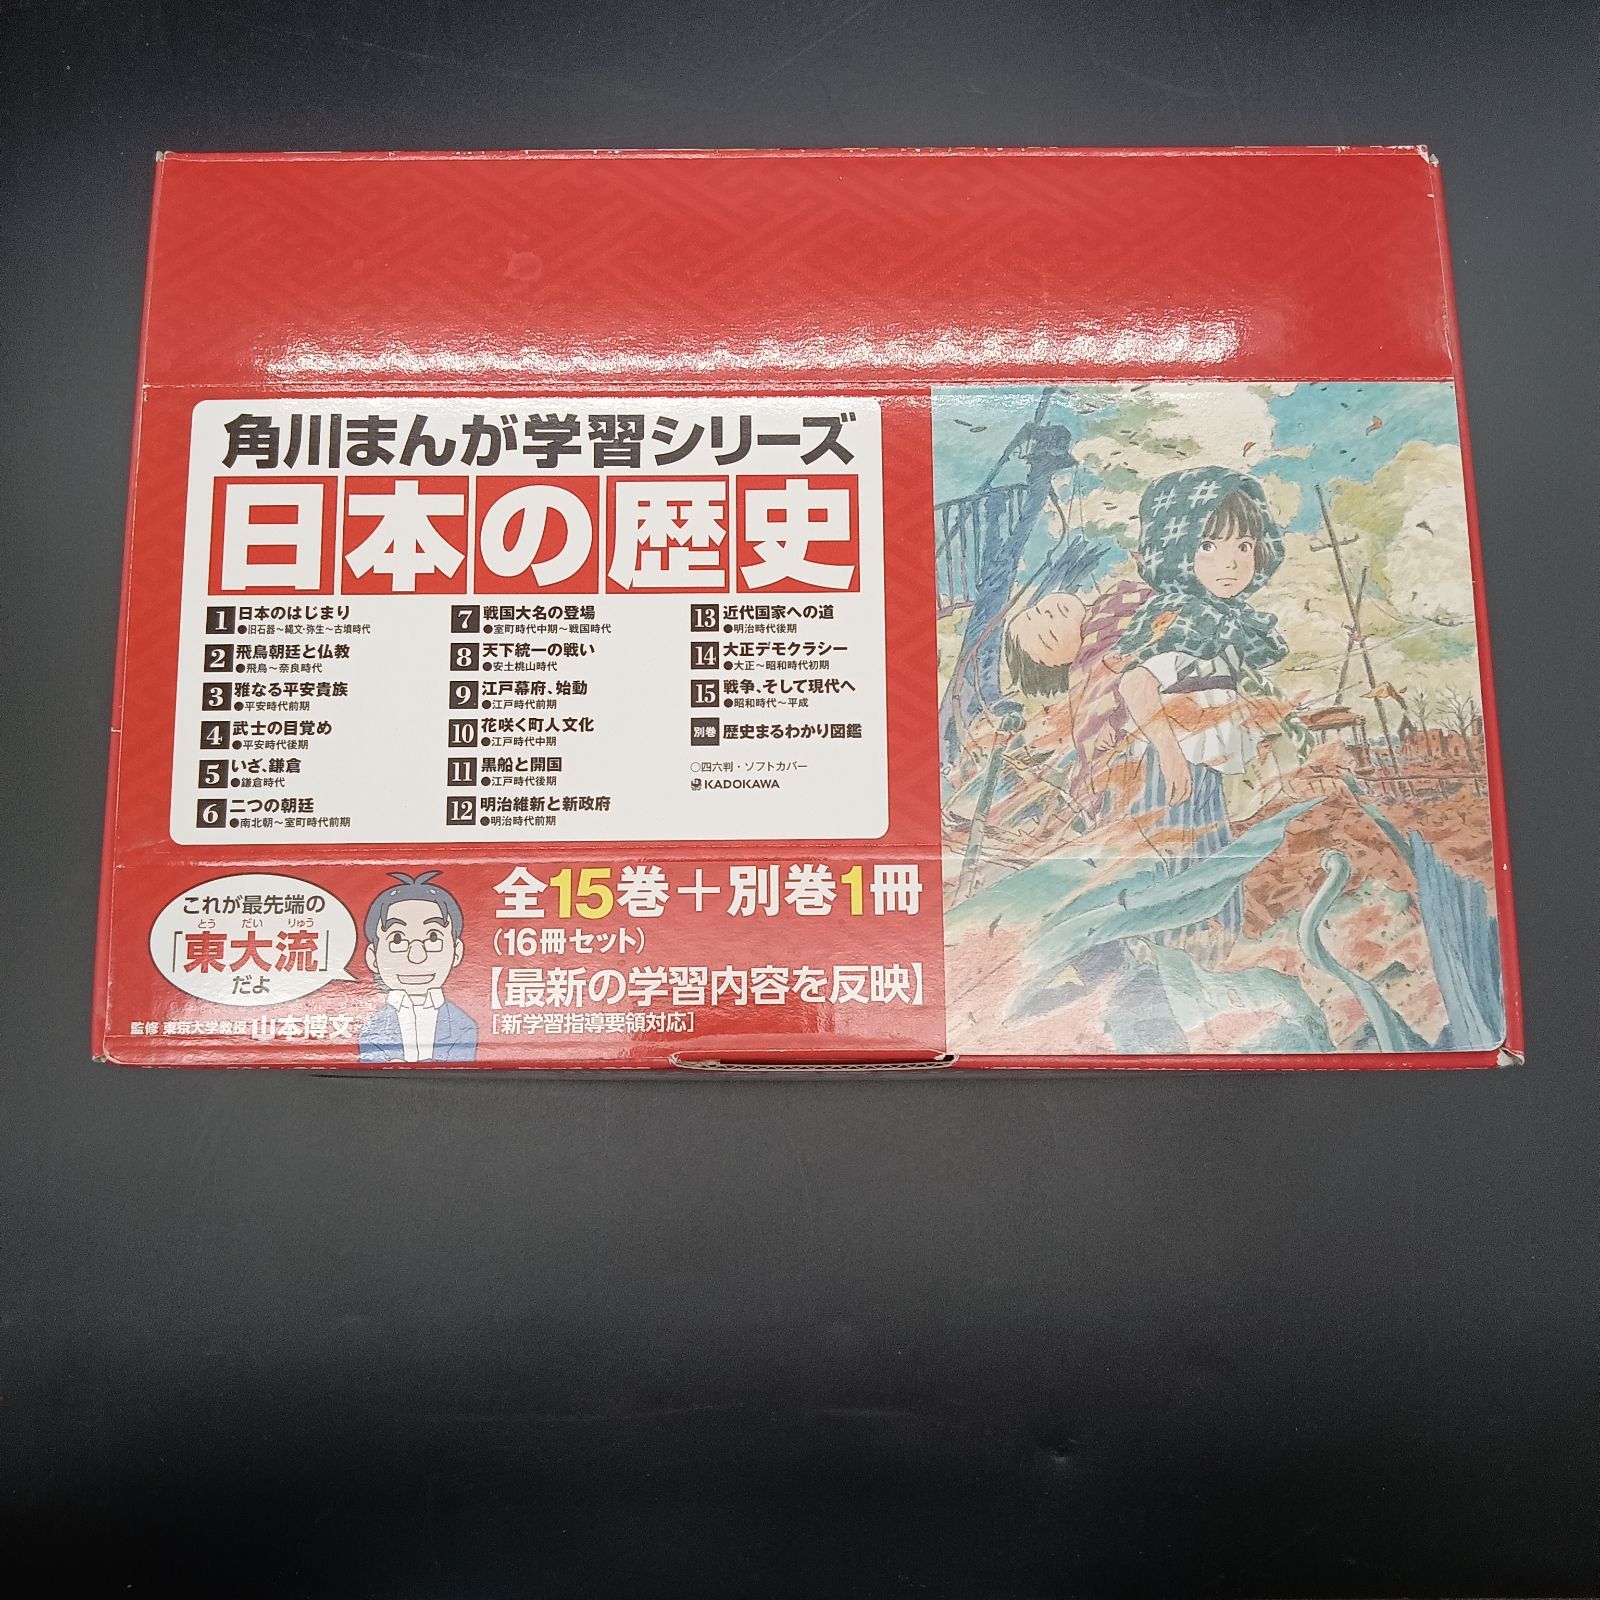 角川まんが学習シリーズ
日本の歴史
1 日本のはじまり
●旧石器～縄文・弥生～古墳時代
2 飛鳥朝廷と仏教
●飛鳥～奈良時代
3 雅なる平安貴族
●平安時代前期
4 武士の目覚め
●平安時代後期
5 いざ、鎌倉
●鎌倉時代
6 二つの朝廷
●南北朝～室町時代前期
7 戦国大名の登場
●室町時代中期～戦国時代
8 天下統一の戦い
●安土桃山時代
9 江戸幕府、始動
●江戸時代前期
10 花咲く町人文化
●江戸時代中期
11 黒船と開国
●江戸時代後期
12 明治維新と新政府
●明治時代前期
13 近代国家への道
●明治時代後期
14 大正デモクラシー
●大正～昭和時代初期
15 戦争、そして現代へ
●昭和時代～平成
別巻 歴史まるわかり図鑑
○四六判・ソフトカバー
KADOKAWA
これが最先端の
とう だい りゅう
「東大流」
だよ
監修 東京大学教授 山本博文
全15巻＋別巻1冊
（16冊セット）
【最新の学習内容を反映】
［新学習指導要領対応］